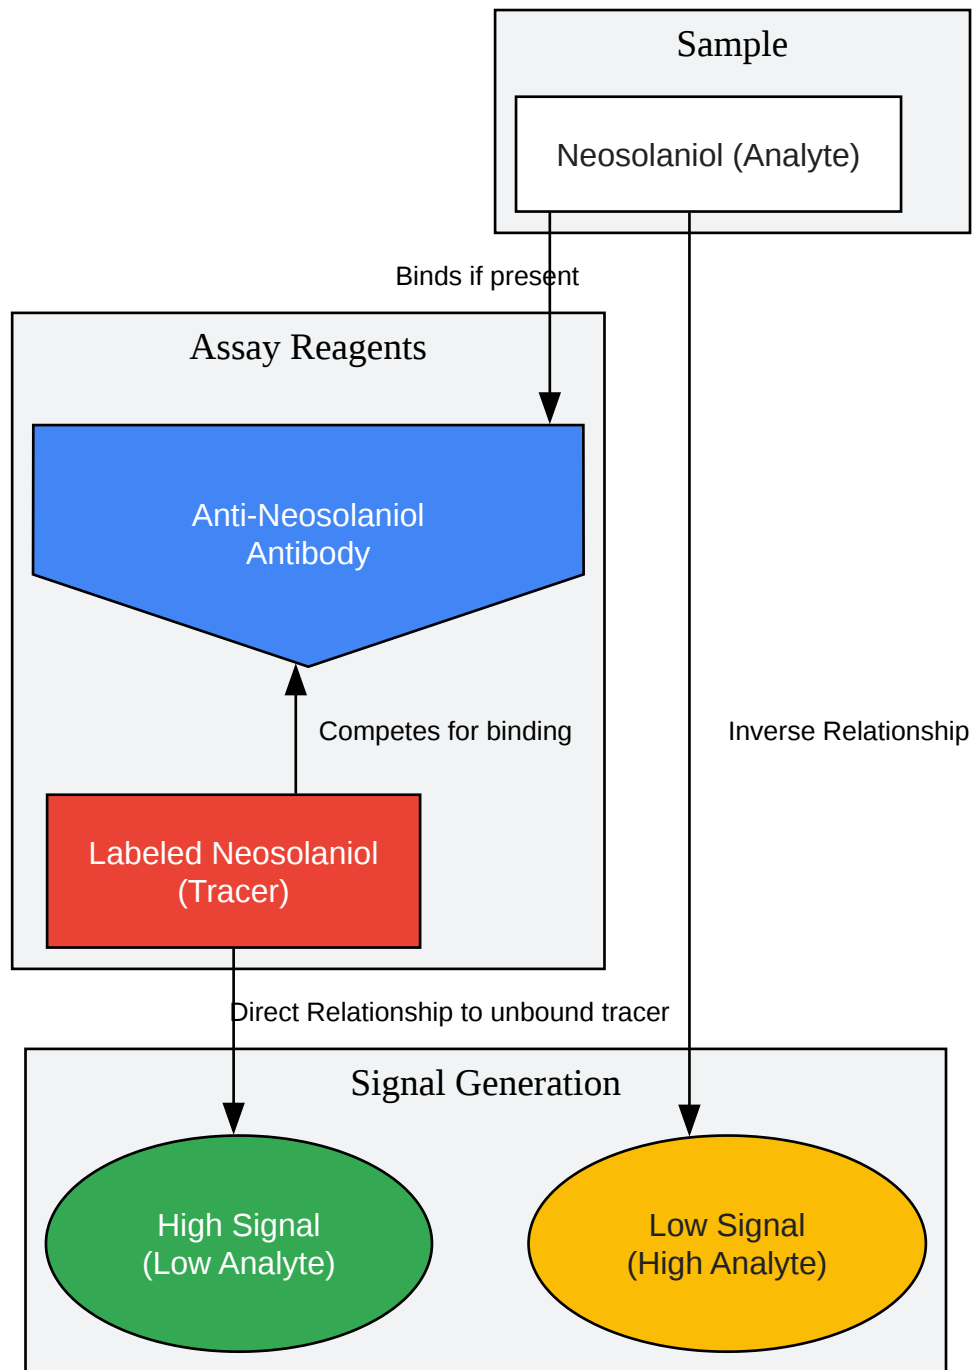 Sample
Neosolaniol (Analyte)
Binds if present
Assay Reagents
Anti-Neosolaniol
Antibody
Competes for binding
Inverse Relationship
Labeled Neosolaniol
(Tracer)
Direct Relationship to unbound tracer
Signal Generation
High Signal
(Low Analyte)
Low Signal
(High Analyte)